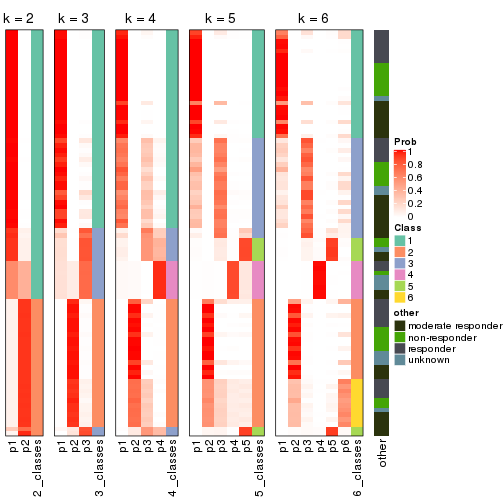 k = 2 k = 3 k = 4 k = 5 k = 6
Prob
1
0.8
0.6
0.4
0.2
0
Class
1
2
3
4
5
6
other
moderate responder
non-responder
responder
unknown
p1 p2 2_classes p1 p2 p3 3_classes p1 p2 p3 p4 4_classes p1 p2 p3 p4 p5 5_classes p1 p2 p3 p4 p5 p6 6_classes other